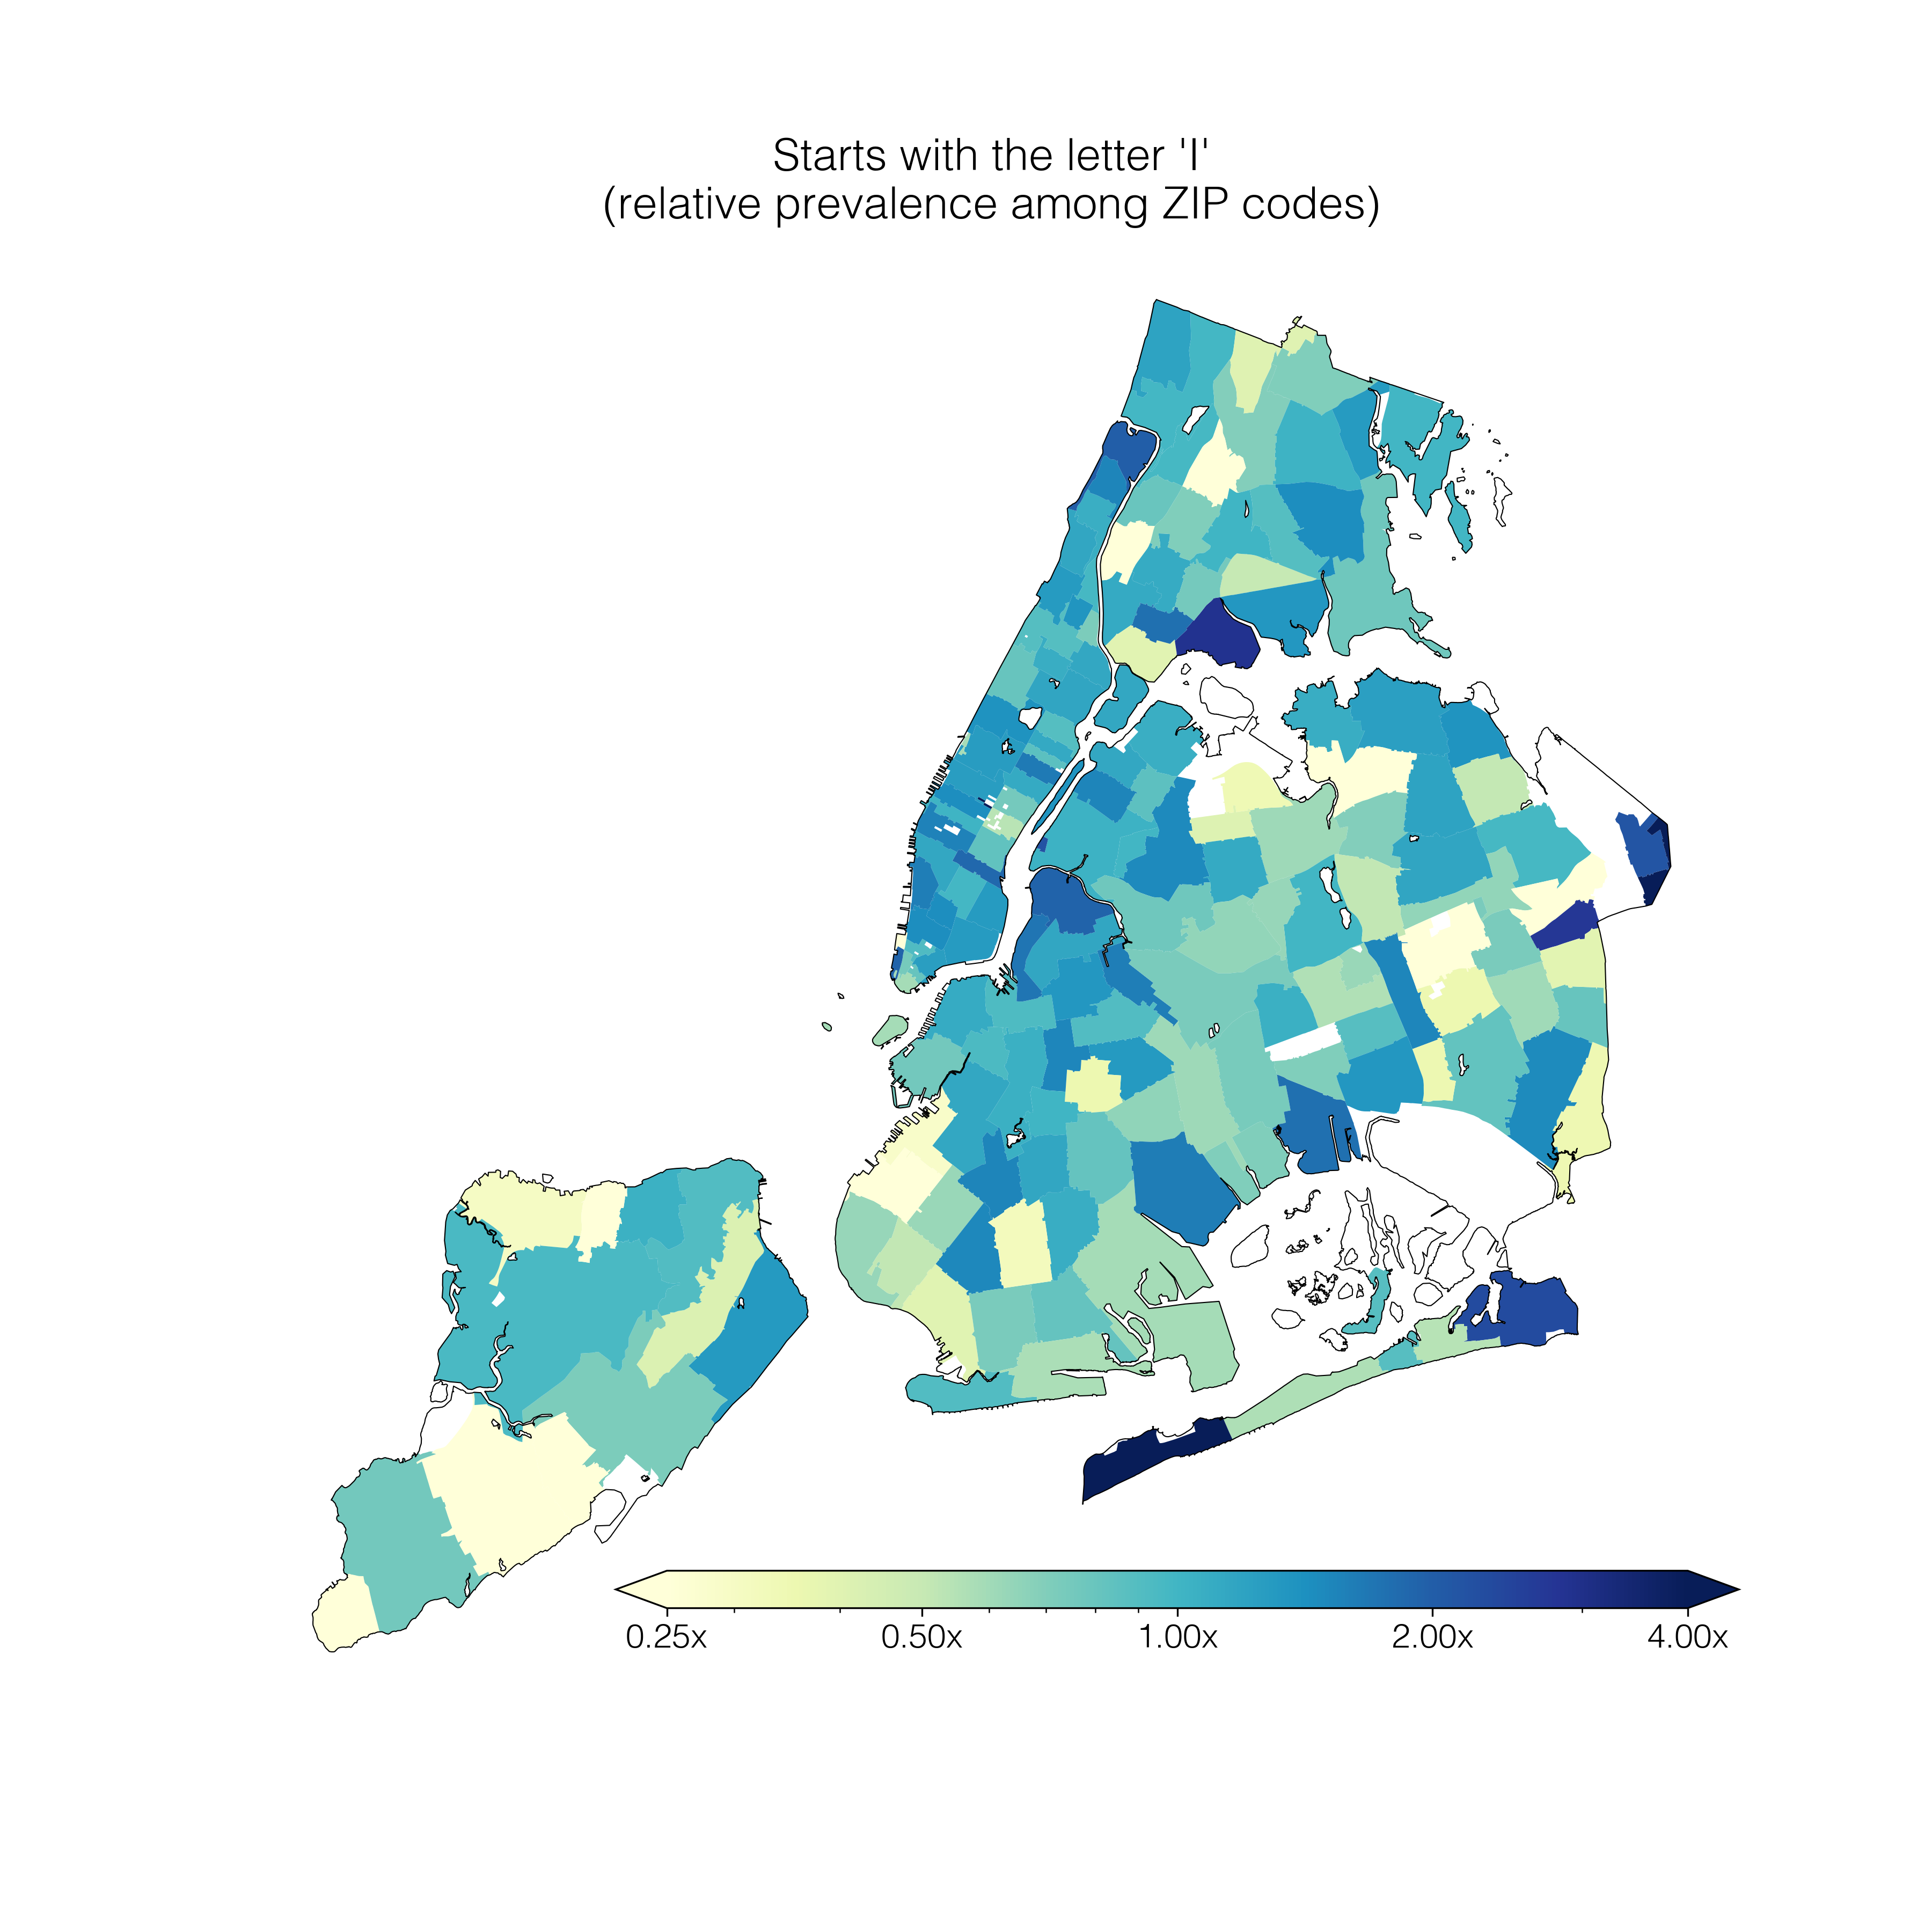 Starts with the letter 'I'
(relative prevalence among ZIP codes)
0.25x 0.50x 1.00x 2.00x 4.00x